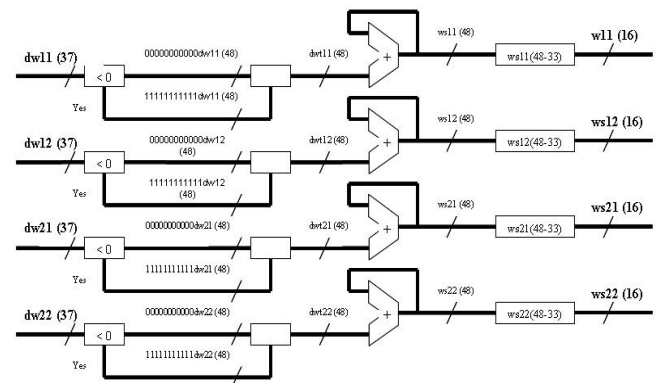 dw11 (37)
< 0
Yes
00000000000dw11 (48)
11111111111dw11 (48)
dwt11 (48)
+
ws11 (48)
ws11(48-33)
w11 (16)
dw12 (37)
< 0
Yes
00000000000dw12
(48)
11111111111dw12
(48)
dwt12 (48)
+
ws12 (48)
ws12(48-33)
ws12 (16)
dw21 (37)
< 0
Yes
00000000000dw21 (48)
11111111111dw21 (48)
dwt21 (48)
+
ws21 (48)
ws21(48-33)
ws21 (16)
dw22 (37)
< 0
Yes
00000000000dw22 (48)
11111111111dw22 (48)
dwt22 (48)
+
ws22 (48)
ws22(48-33)
ws22 (16)